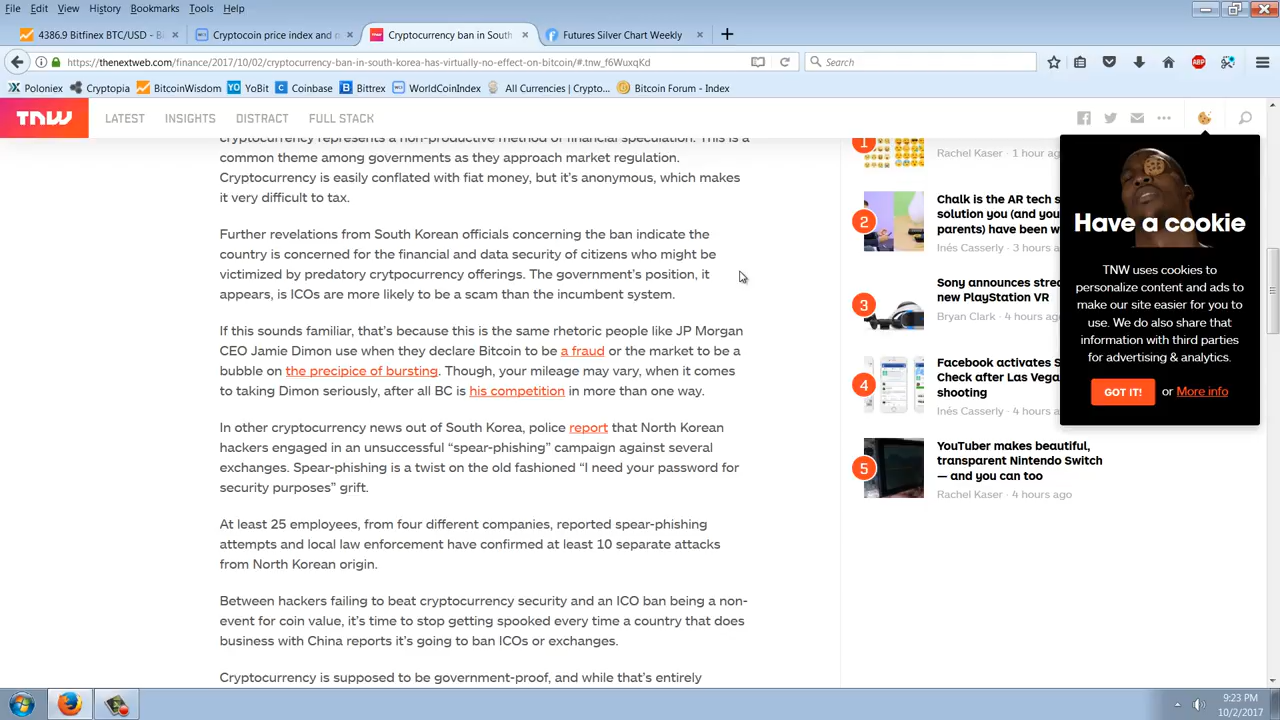 File Edit View History Bookmarks Tools Help
4386.9 Bitfinex BTC/USD -
Cryptocoin price index and o
Cryptocurrency ban in South
Futures Silver Chart Weekly
https://thenextweb.com/finance/2017/10/02/cryptocurrency-ban-in-south-korea-has-virtually-no-effect-on-bitcoin/#.tnw_f6WuxqKd
Search
ABP
Poloniex Cryptopia BitcoinWisdom YoBit Coinbase Bittrex WorldCoinIndex All Currencies | Crypto... Bitcoin Forum - Index
TNW LATEST INSIGHTS DISTRACT FULL STACK
cryptocurrency represents a non-productive method of financial speculation. This is a
common theme among governments as they approach market regulation.
Cryptocurrency is easily conflated with fiat money, but it's anonymous, which makes
it very difficult to tax.
Further revelations from South Korean officials concerning the ban indicate the
country is concerned for the financial and data security of citizens who might be
victimized by predatory crytpocurrency offerings. The government's position, it
appears, is ICOs are more likely to be a scam than the incumbent system.
If this sounds familiar, that's because this is the same rhetoric people like JP Morgan
CEO Jamie Dimon use when they declare Bitcoin to be a fraud or the market to be a
bubble on the precipice of bursting. Though, your mileage may vary, when it comes
to taking Dimon seriously, after all BC is his competition in more than one way.
In other cryptocurrency news out of South Korea, police report that North Korean
hackers engaged in an unsuccessful “spear-phishing” campaign against several
exchanges. Spear-phishing is a twist on the old fashioned “I need your password for
security purposes” grift.
At least 25 employees, from four different companies, reported spear-phishing
attempts and local law enforcement have confirmed at least 10 separate attacks
from North Korean origin.
Between hackers failing to beat cryptocurrency security and an ICO ban being a non-
event for coin value, it's time to stop getting spooked every time a country that does
business with China reports it's going to ban ICOs or exchanges.
Cryptocurrency is supposed to be government-proof, and while that's entirely
1
Rachel Kaser · 1 hour ag
2
Chalk is the AR tech s
solution you (and you
parents) have been w
Inés Casserly · 3 hours a
3
Sony announces strea
new PlayStation VR
Bryan Clark · 4 hours ag
4
Facebook activates S
Check after Las Vega
shooting
Inés Casserly · 4 hours a
5
YouTuber makes beautiful,
transparent Nintendo Switch
— and you can too
Rachel Kaser · 4 hours ago
Have a cookie
TNW uses cookies to
personalize content and ads to
make our site easier for you to
use. We do also share that
information with third parties
for advertising & analytics.
GOT IT! or More info
9:23 PM
10/2/2017